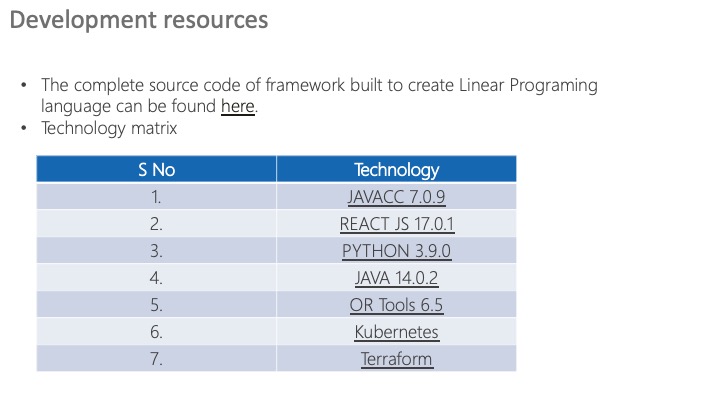 Development resources
• The complete source code of framework built to create Linear Programing
language can be found here.
• Technology matrix
S No Technology
1. JAVACC 7.0.9
2. REACT JS 17.0.1
3. PYTHON 3.9.0
4. JAVA 14.0.2
5. OR Tools 6.5
6. Kubernetes
7. Terraform